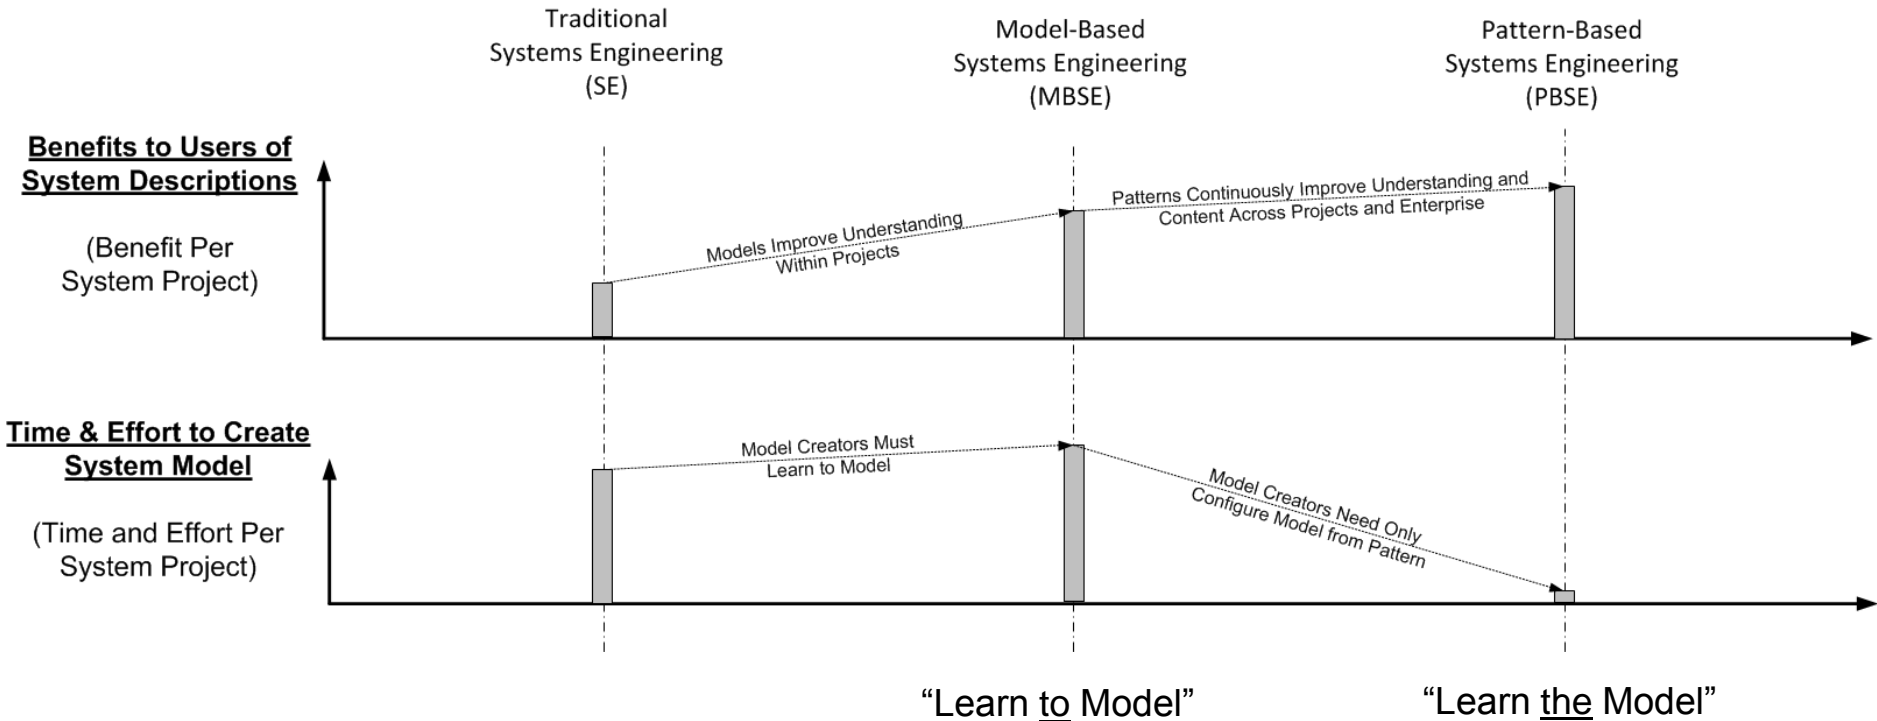 Traditional
Systems Engineering
(SE)
Model-Based
Systems Engineering
(MBSE)
Pattern-Based
Systems Engineering
(PBSE)
Benefits to Users of
System Descriptions
(Benefit Per
System Project)
Models Improve Understanding
Within Projects
Patterns Continuously Improve Understanding and
Content Across Projects and Enterprise
Time & Effort to Create
System Model
(Time and Effort Per
System Project)
Model Creators Must
Learn to Model
Model Creators Need Only
Configure Model from Pattern
“Learn to Model”
“Learn the Model”